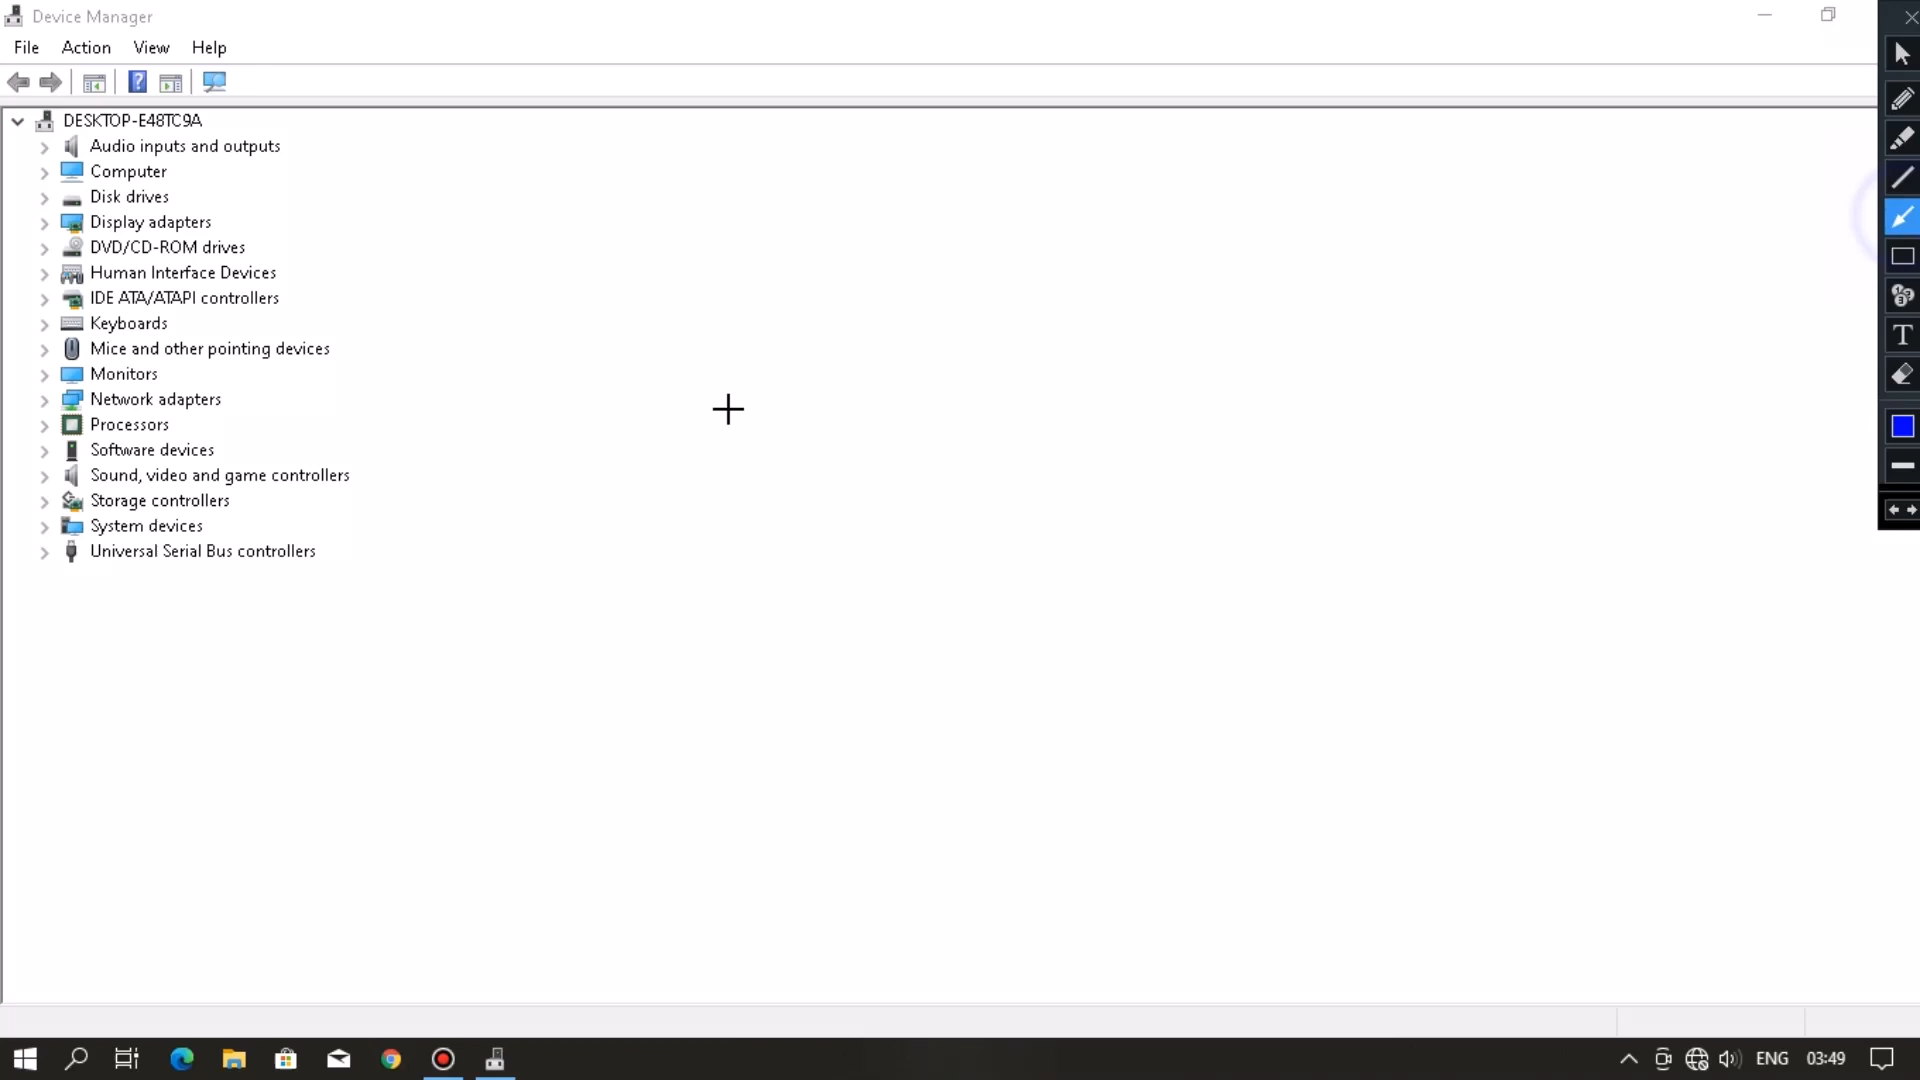 Device Manager
File Action View Help
DESKTOP-E48TC9A
Audio inputs and outputs
Computer
Disk drives
Display adapters
DVD/CD-ROM drives
Human Interface Devices
IDE ATA/ATAPI controllers
Keyboards
Mice and other pointing devices
Monitors
Network adapters
Processors
Software devices
Sound, video and game controllers
Storage controllers
System devices
Universal Serial Bus controllers
ENG 03:49